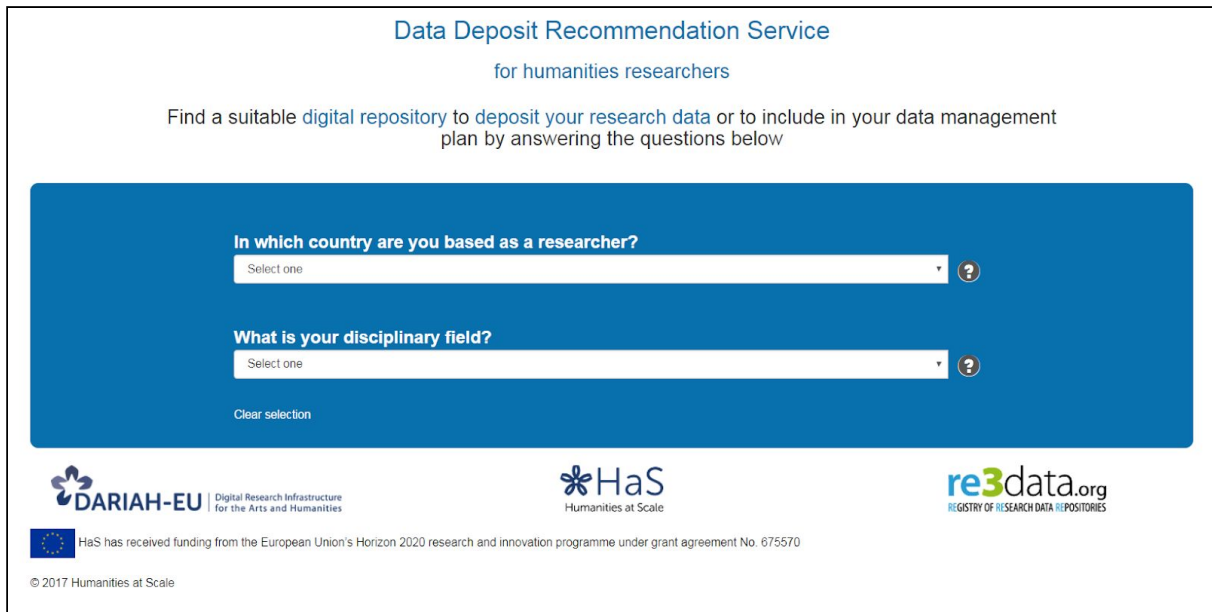 Data Deposit Recommendation Service
for humanities researchers
Find a suitable digital repository to deposit your research data or to include in your data management
plan by answering the questions below
In which country are you based as a researcher?
Select one
?
What is your disciplinary field?
Select one
?
Clear selection
DARIAH-EU
Digital Research Infrastructure
for the Arts and Humanities
HaS
Humanities at Scale
re3data.org
REGISTRY OF RESEARCH DATA REPOSITORIES
HaS has received funding from the European Union's Horizon 2020 research and innovation programme under grant agreement No. 675570
© 2017 Humanities at Scale